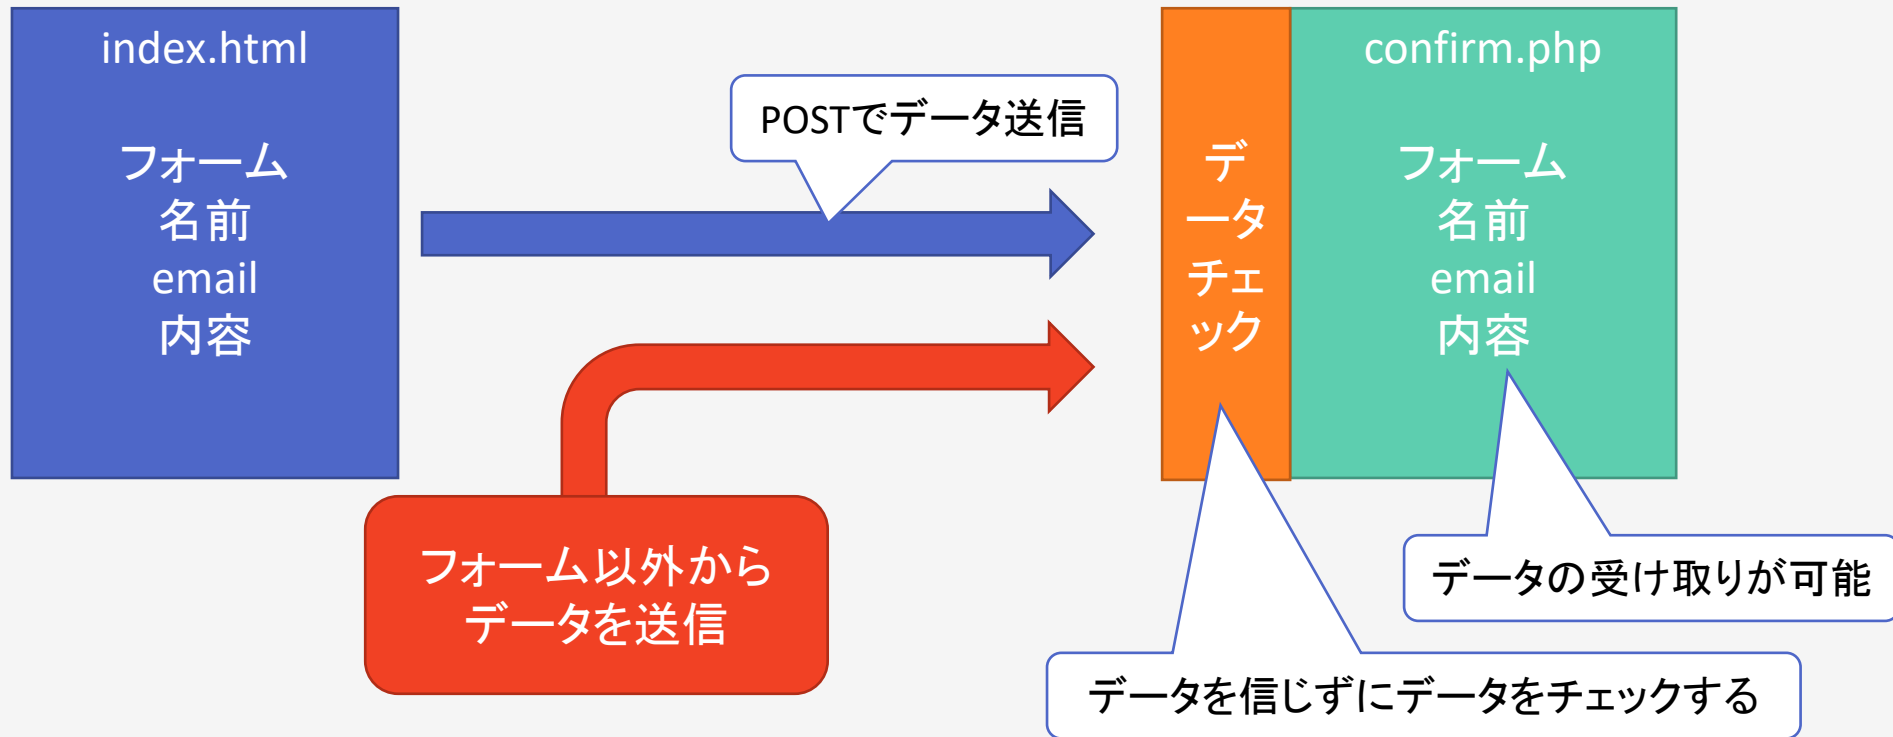 index.html
フォーム
名前
email
内容
POSTでデータ送信
フォーム以外から
データを送信
デ
ータ
チェ
ック
confirm.php
フォーム
名前
email
内容
データの受け取りが可能
データを信じずにデータをチェックする